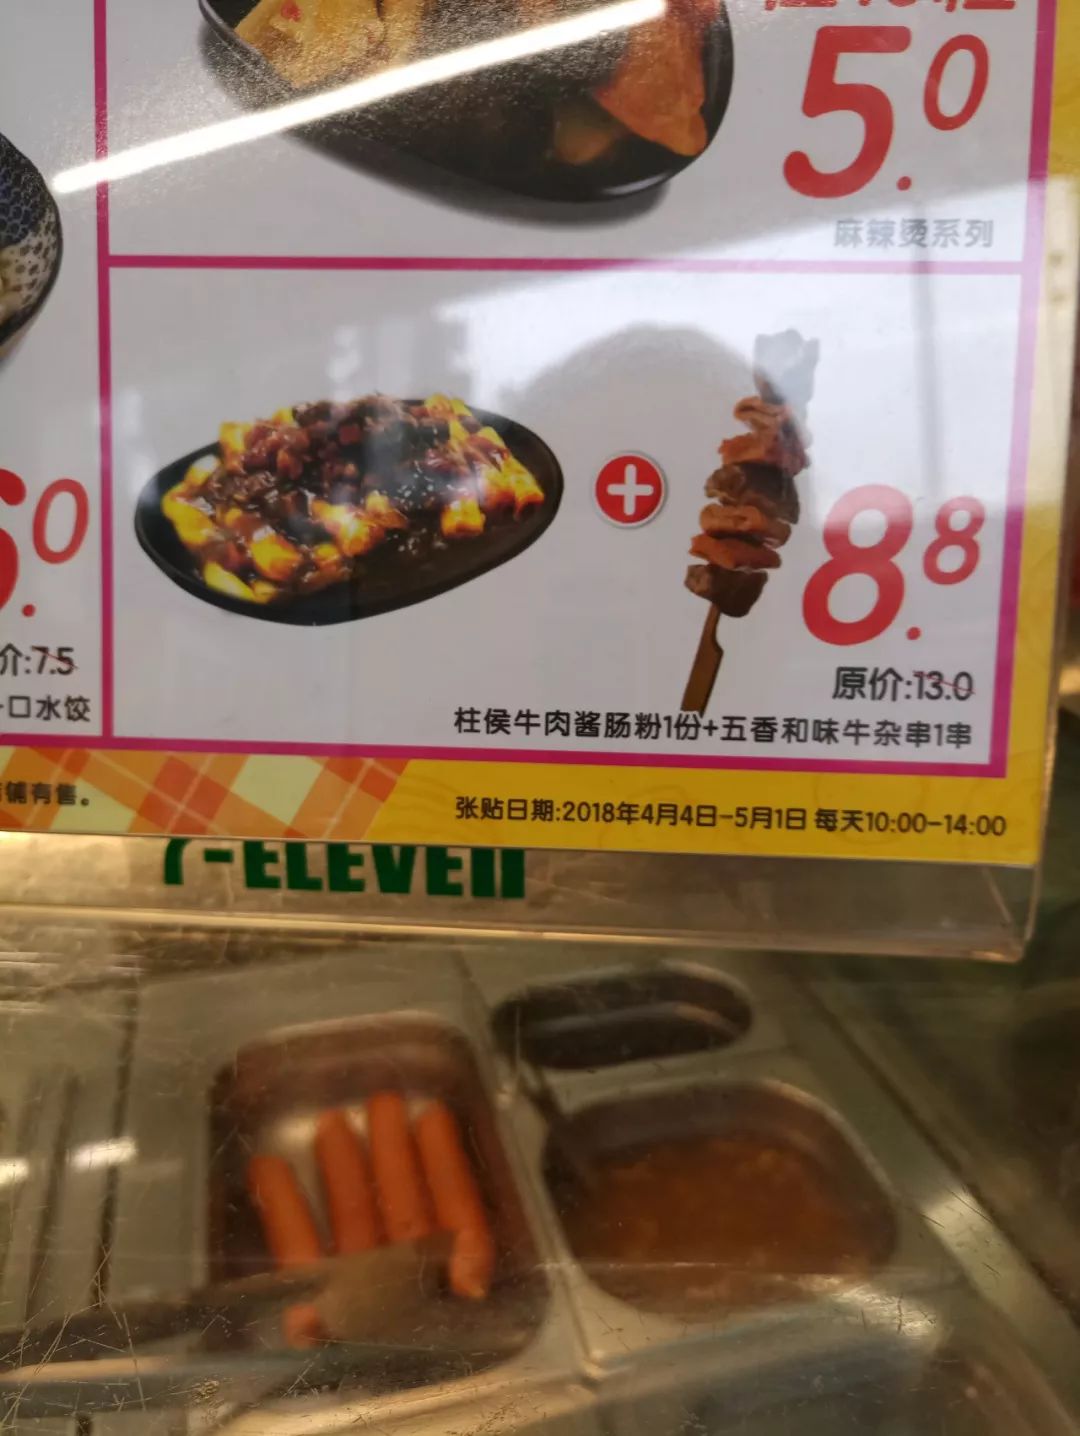 5.0
麻辣烫系列
8.8
原价:13.0
柱侯牛肉酱肠粉1份+五香和味牛杂串1串
6.0
价:7.5
口水饺
铺有售。
张贴日期:2018年4月4日-5月1日 每天10:00-14:00
7-ELEVEn